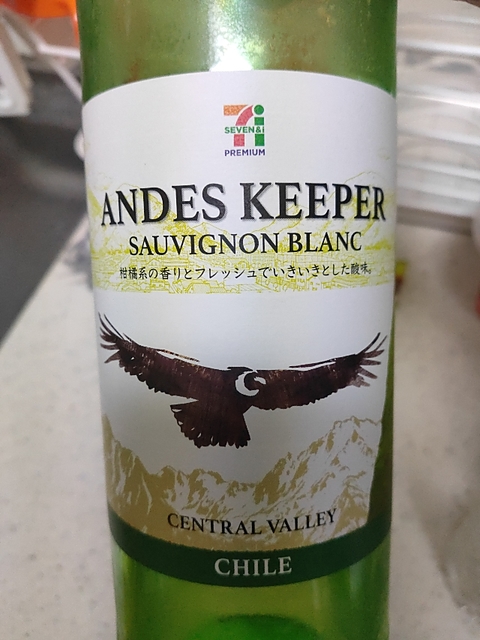 7i
SEVEN&i
PREMIUM
ANDES KEEPER
SAUVIGNON BLANC
柑橘系の香りとフレッシュでいきいきとした酸味。
CENTRAL VALLEY
CHILE